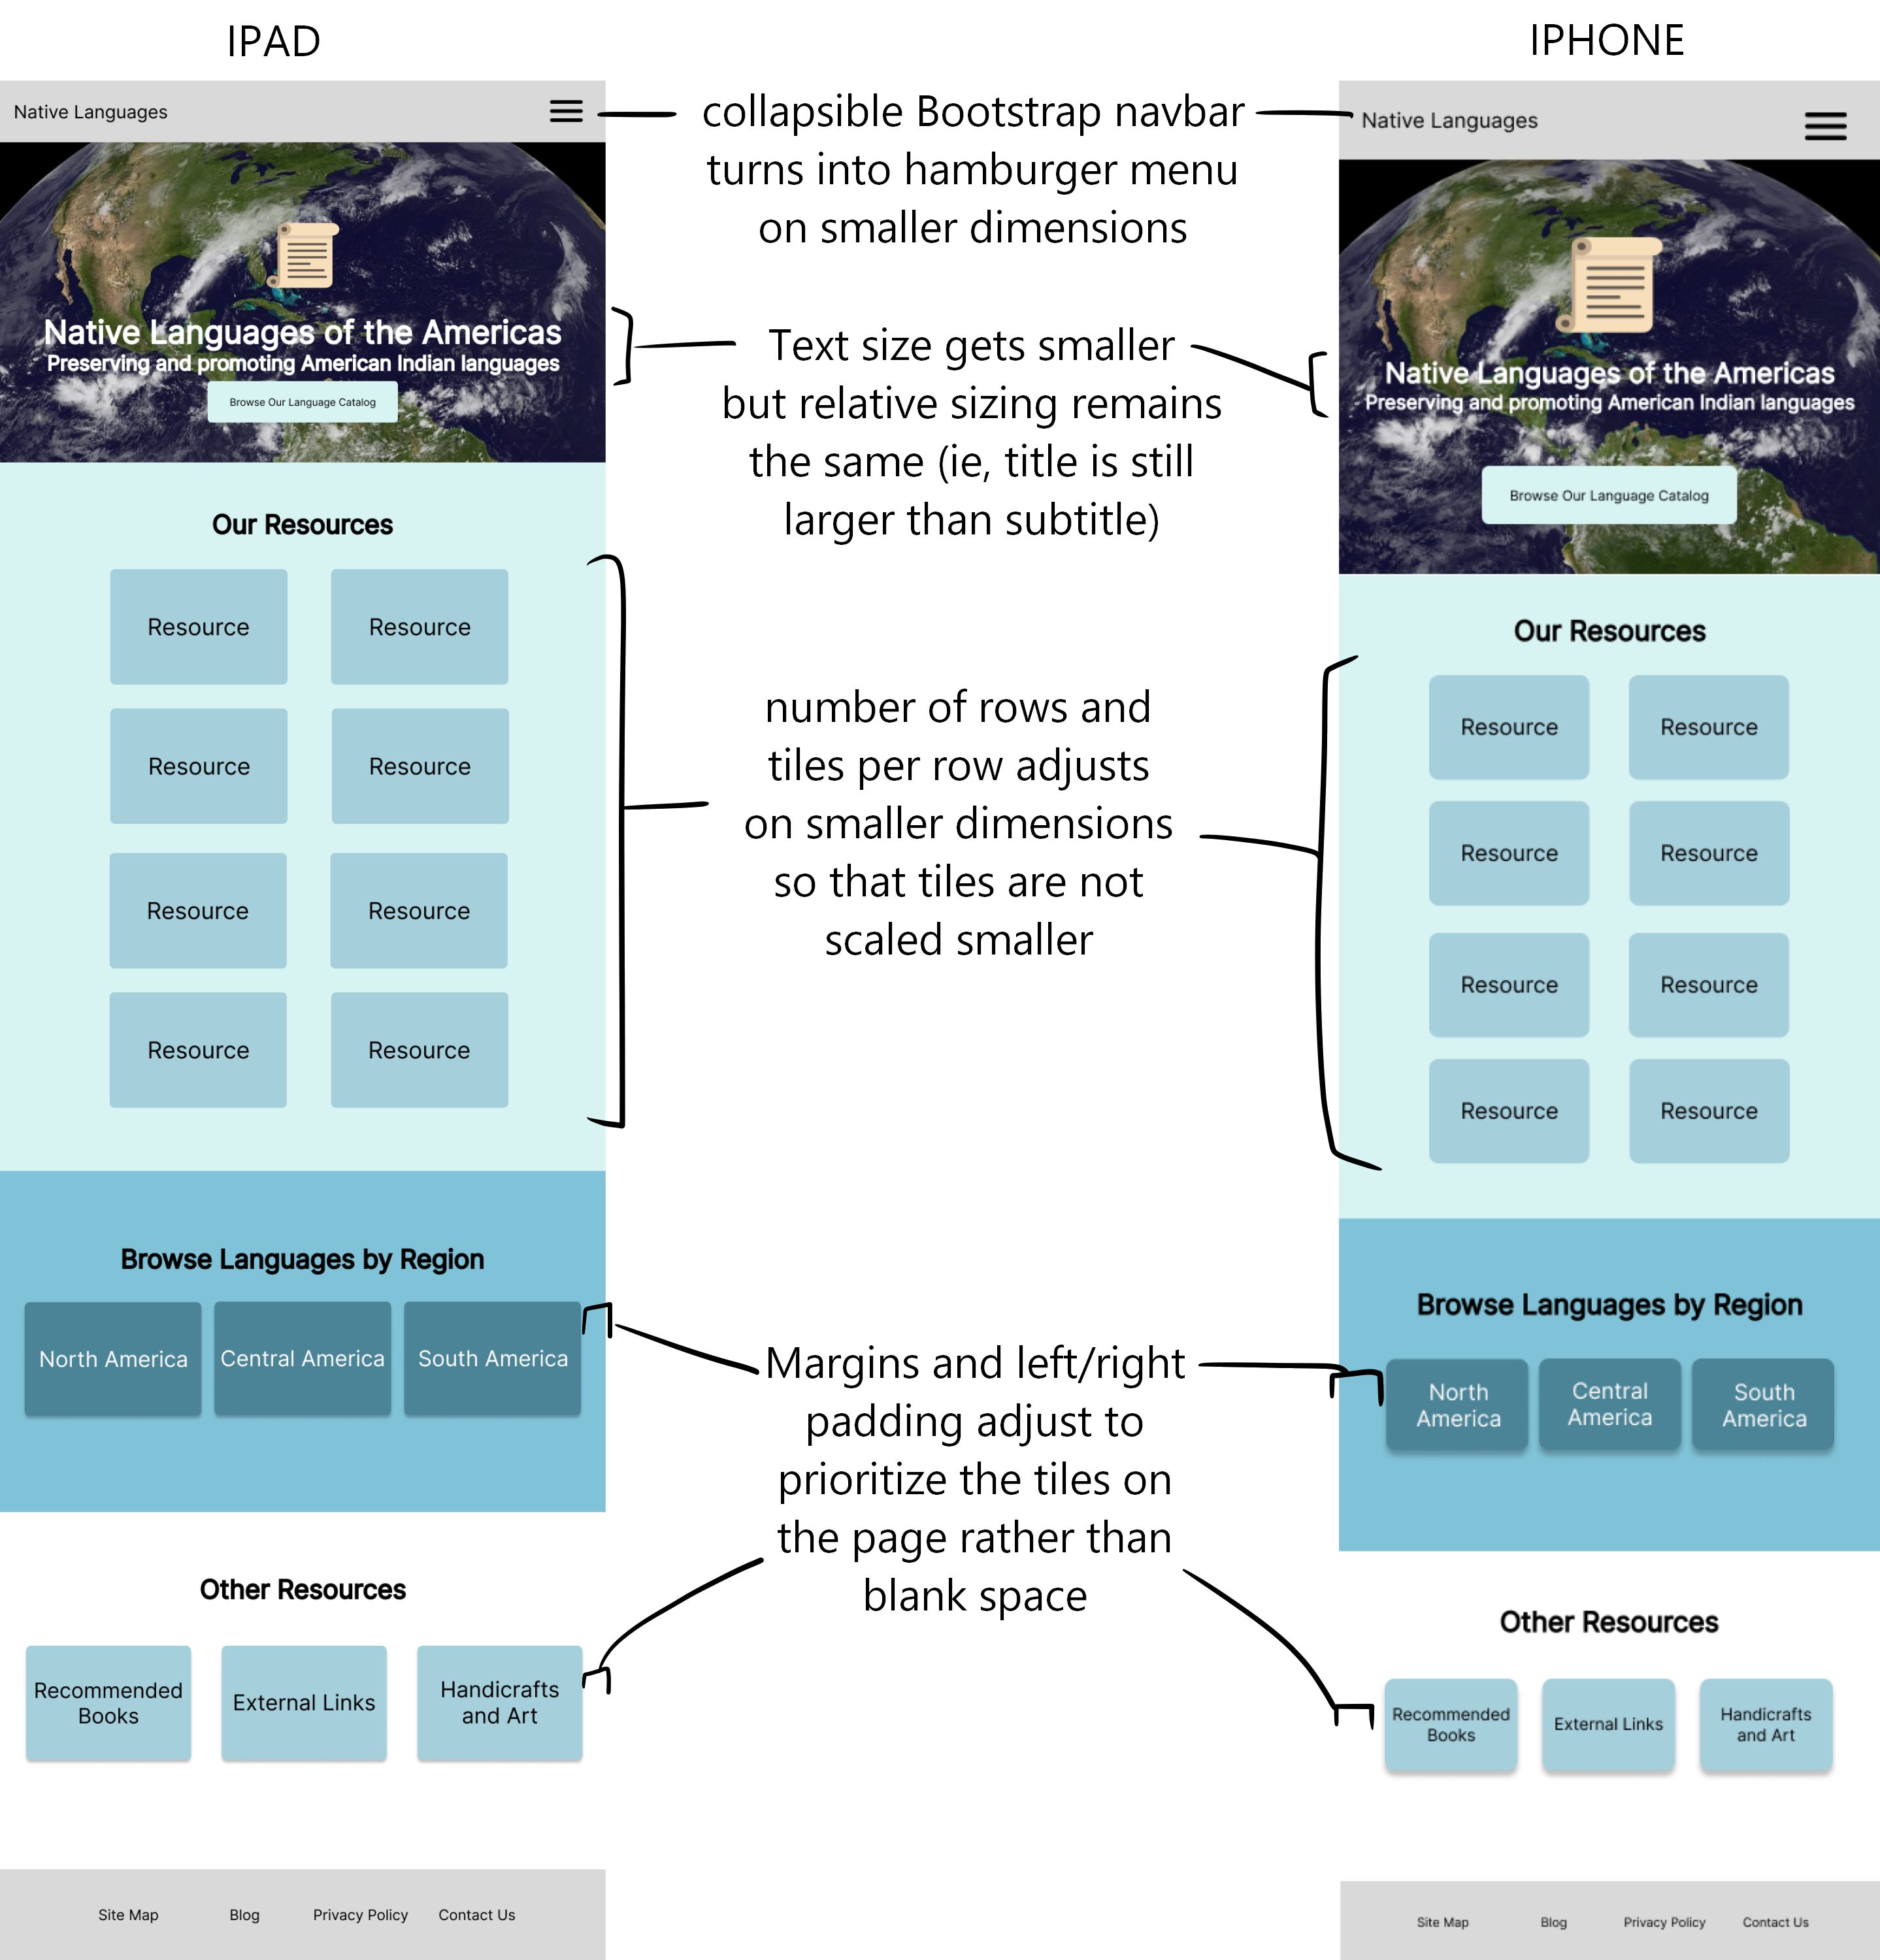 IPAD
Native Languages
Native Languages of the Americas
Preserving and promoting American Indian languages
Browse Our Language Catalog
Our Resources
Resource Resource
Resource Resource
Resource Resource
Resource Resource
Browse Languages by Region
North America Central America South America
Other Resources
Recommended
Books
External Links
Handicrafts
and Art
Site Map Blog Privacy Policy Contact Us
collapsible Bootstrap navbar
turns into hamburger menu
on smaller dimensions
Text size gets smaller
but relative sizing remains
the same (ie, title is still
larger than subtitle)
number of rows and
tiles per row adjusts
on smaller dimensions
so that tiles are not
scaled smaller
Margins and left/right
padding adjust to
prioritize the tiles on
the page rather than
blank space
IPHONE
Native Languages
Native Languages of the Americas
Preserving and promoting American Indian languages
Browse Our Language Catalog
Our Resources
Resource Resource
Resource Resource
Resource Resource
Resource Resource
Browse Languages by Region
North
America
Central
America
South
America
Other Resources
Recommended
Books
External Links
Handicrafts
and Art
Site Map Blog Privacy Policy Contact Us